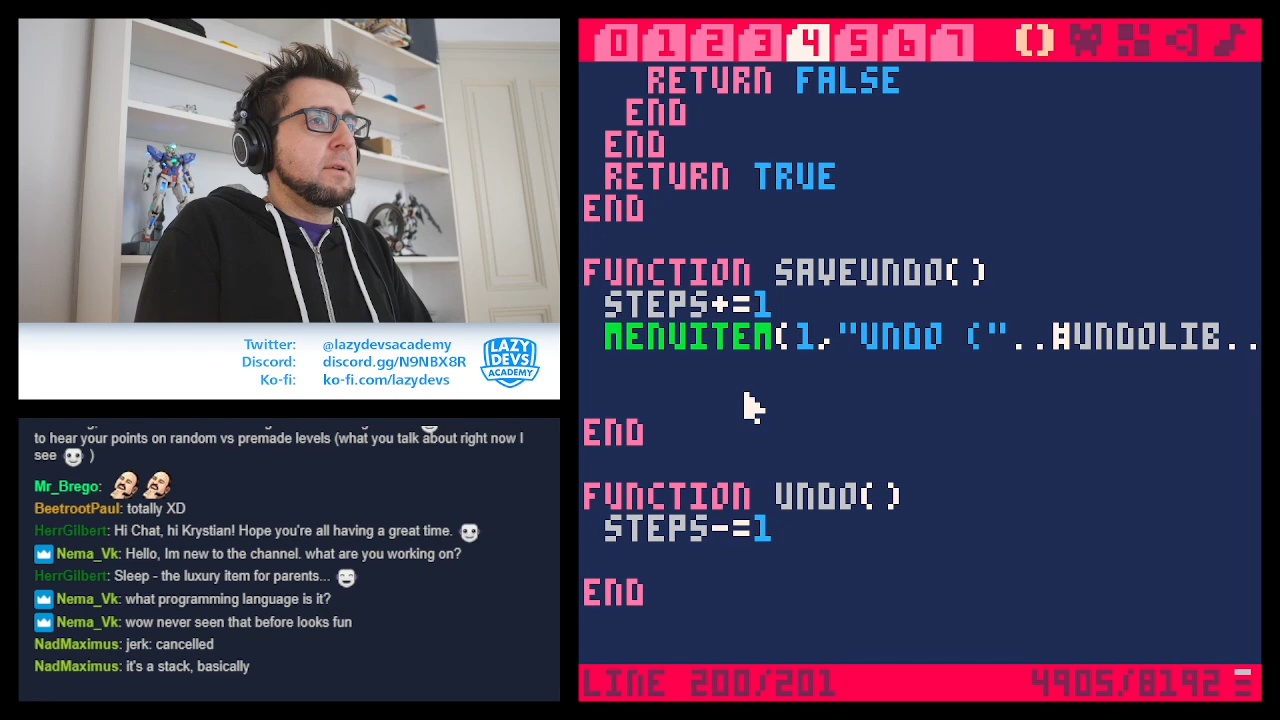 Twitter: @lazydevsacademy
Discord: discord.gg/N9NBX8R
Ko-fi: ko-fi.com/lazydevs
LAZY
DEVS
ACADEMY
to hear your points on random vs premade levels (what you talk about right now I
see )
Mr_Brego:
BeetrootPaul: totally XD
HerrGilbert: Hi Chat, hi Krystian! Hope you're all having a great time.
Nema_Vk: Hello, Im new to the channel. what are you working on?
HerrGilbert: Sleep - the luxury item for parents...
Nema_Vk: what programming language is it?
Nema_Vk: wow never seen that before looks fun
NadMaximus: jerk: cancelled
NadMaximus: it's a stack, basically
0 1 2 3 4 5 6 7 ()
RETURN FALSE
END
END
RETURN TRUE
END
FUNCTION SAVEUNDO()
STEPS+=1
MENUITEM(1,"UNDO ("..#UNDOLIB..
END
FUNCTION UNDO()
STEPS-=1
END
LINE 200/201 4905/8192